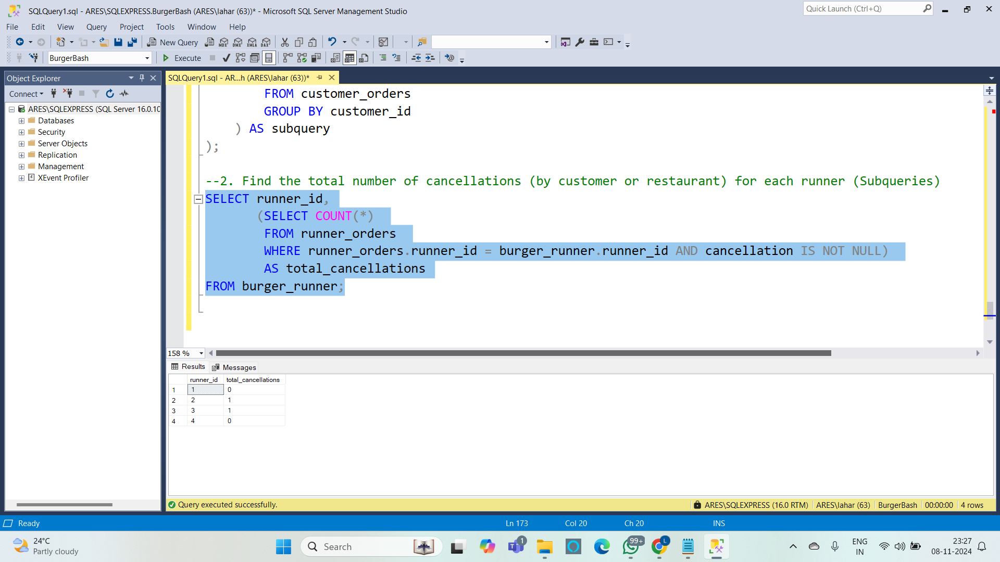 SQLQuery1.sql - ARES\SQLEXPRESS.BurgerBash (ARES\lahar (63))* - Microsoft SQL Server Management Studio
Quick Launch (Ctrl+Q)
File Edit View Query Project Tools Window Help
New Query MDX DMX XMLA DAX
BurgerBash Execute
Object Explorer
Connect
ARES\SQLEXPRESS (SQL Server 16.0.10
Databases
Security
Server Objects
Replication
Management
XEvent Profiler
SQLQuery1.sql - AR...h (ARES\lahar (63))*
FROM customer_orders
GROUP BY customer_id
) AS subquery
);
--2. Find the total number of cancellations (by customer or restaurant) for each runner (Subqueries)
SELECT runner_id,
(SELECT COUNT(*)
FROM runner_orders
WHERE runner_orders.runner_id = burger_runner.runner_id AND cancellation IS NOT NULL)
AS total_cancellations
FROM burger_runner;
158 %
Results Messages
runner_id total_cancellations
1 1 0
2 2 1
3 3 1
4 4 0
Query executed successfully.
ARES\SQLEXPRESS (16.0 RTM) ARES\lahar (63) BurgerBash 00:00:00 4 rows
Ready Ln 173 Col 20 Ch 20 INS
24°C
Partly cloudy
Search
1
99+
L
ENG
IN
23:27
08-11-2024